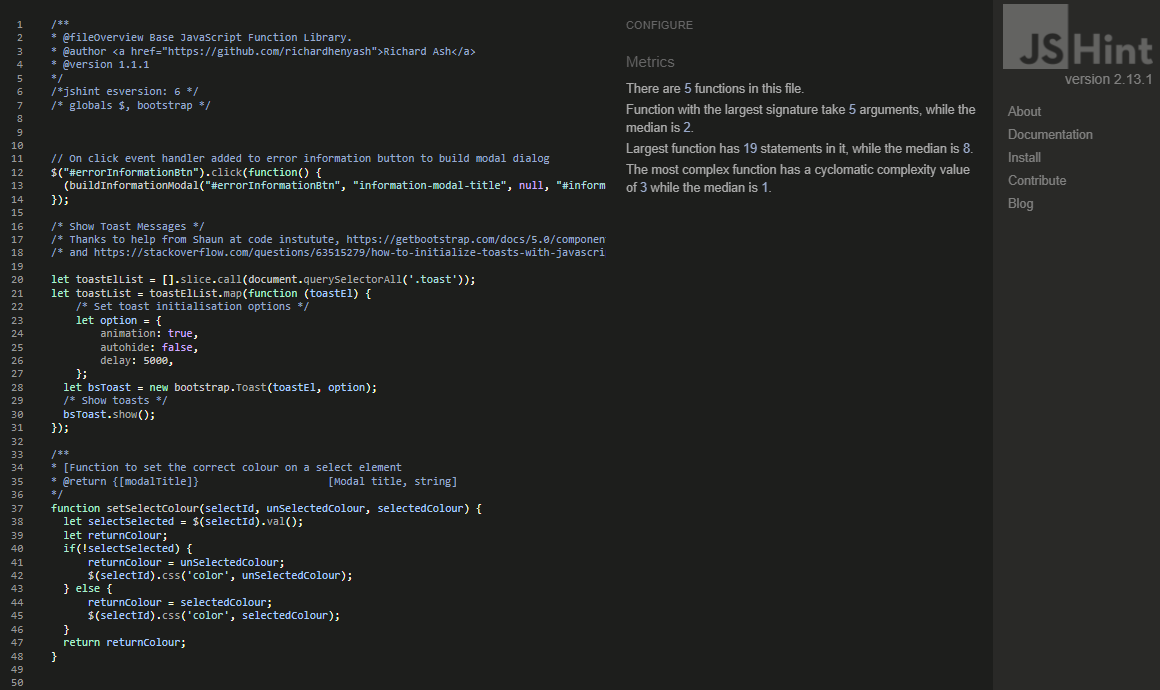 1 /**
2 * @fileOverview Base JavaScript Function Library.
3 * @author <a href="https://github.com/richardhenyash">Richard Ash</a>
4 * @version 1.1.1
5 */
6 /*jshint esversion: 6 */
7 /* globals $, bootstrap */
8
9
10
11 // On click event handler added to error information button to build modal dialog
12 $("#errorInformationBtn").click(function() {
13   (buildInformationModal("#errorInformationBtn", "information-modal-title", null, "#inform
14 });
15
16 /* Show Toast Messages */
17 /* Thanks to help from Shaun at code instutute, https://getbootstrap.com/docs/5.0/componen
18 /* and https://stackoverflow.com/questions/63515279/how-to-initialize-toasts-with-javascri
19
20 let toastElList = [].slice.call(document.querySelectorAll('.toast'));
21 let toastList = toastElList.map(function (toastEl) {
22     /* Set toast initialisation options */
23     let option = {
24         animation: true,
25         autohide: false,
26         delay: 5000,
27     };
28   let bsToast = new bootstrap.Toast(toastEl, option);
29   /* Show toasts */
30   bsToast.show();
31 });
32
33 /**
34 * [Function to set the correct colour on a select element
35 * @return {[modalTitle]}                     [Modal title, string]
36 */
37 function setSelectColour(selectId, unSelectedColour, selectedColour) {
38   let selectSelected = $(selectId).val();
39   let returnColour;
40   if(!selectSelected) {
41       returnColour = unSelectedColour;
42       $(selectId).css('color', unSelectedColour);
43   } else {
44       returnColour = selectedColour;
45       $(selectId).css('color', selectedColour);
46   }
47   return returnColour;
48 }
49
50
CONFIGURE
Metrics
There are 5 functions in this file.
Function with the largest signature take 5 arguments, while the
median is 2.
Largest function has 19 statements in it, while the median is 8.
The most complex function has a cyclomatic complexity value
of 3 while the median is 1.
JSHint
version 2.13.1
About
Documentation
Install
Contribute
Blog